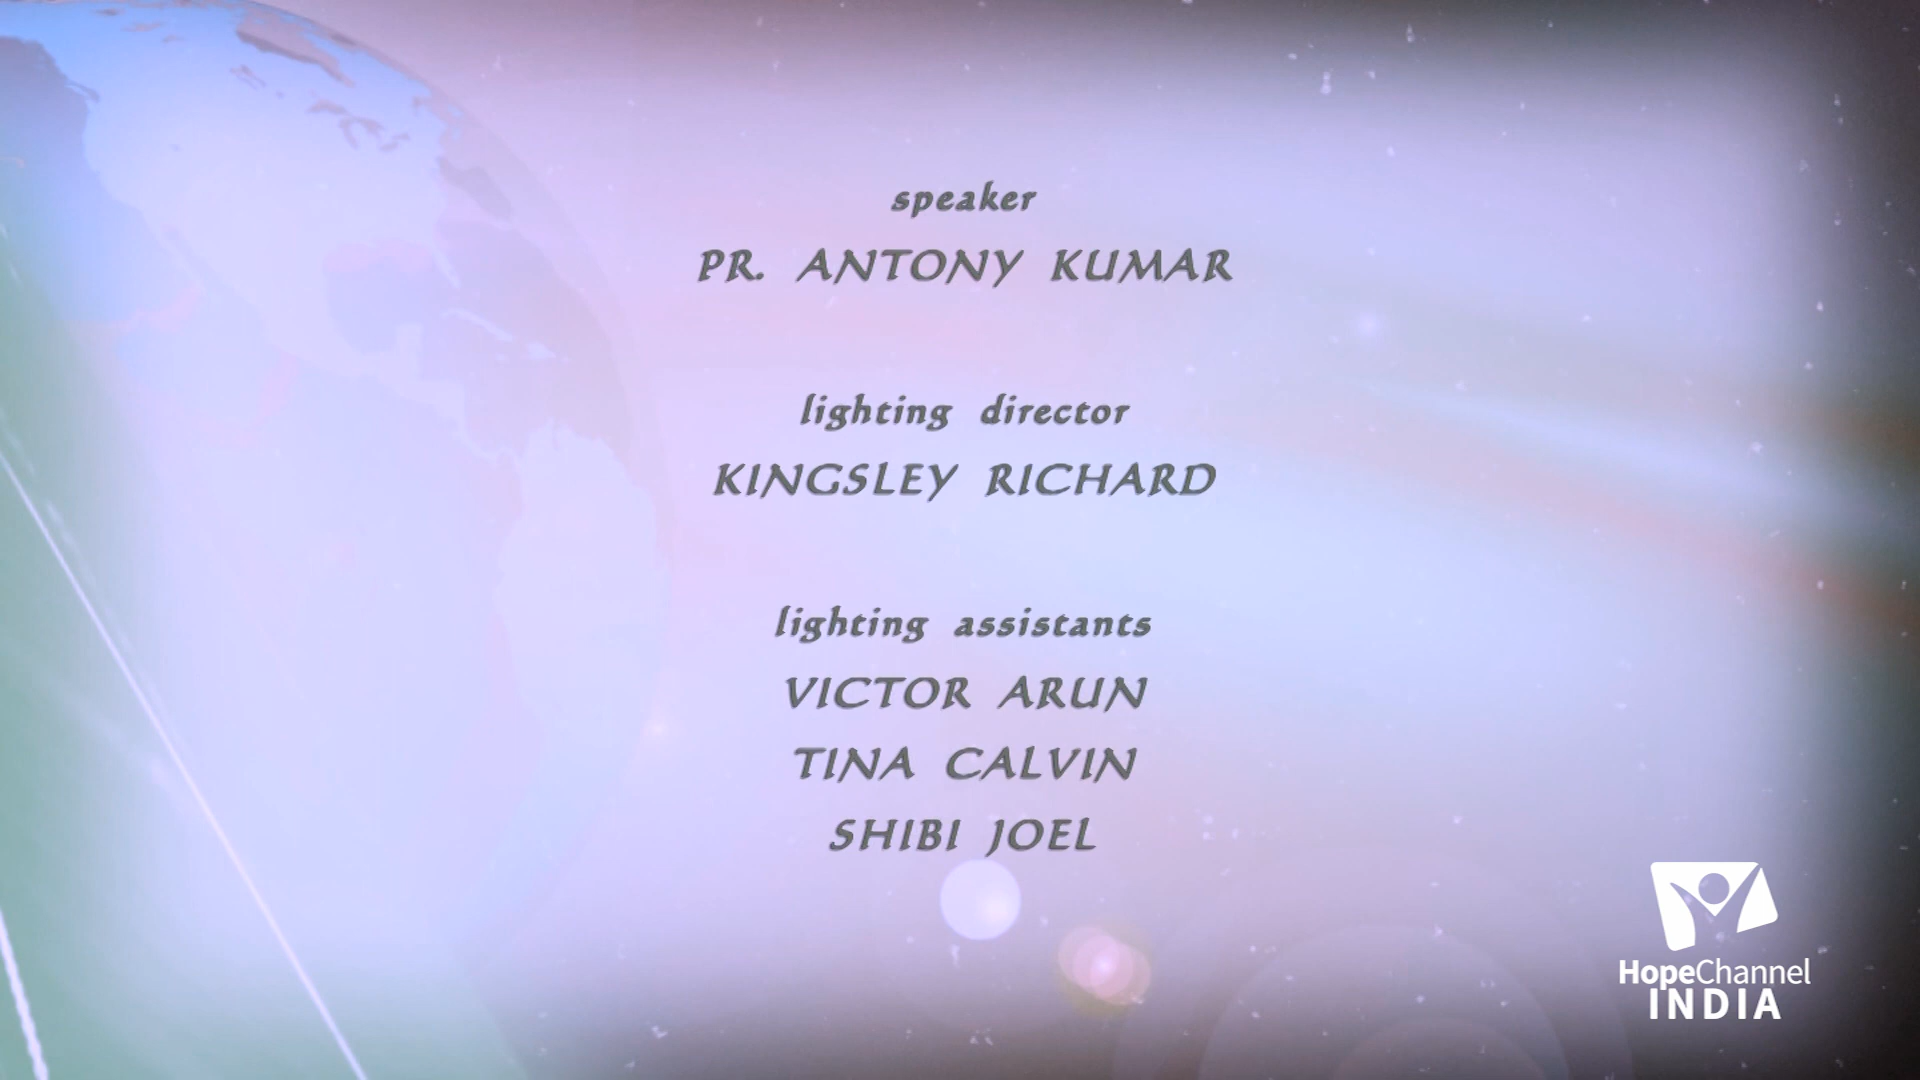 speaker
PR. ANTONY KUMAR
lighting director
KINGSLEY RICHARD
lighting assistants
VICTOR ARUN
TINA CALVIN
SHIBI JOEL
HopeChannel
INDIA